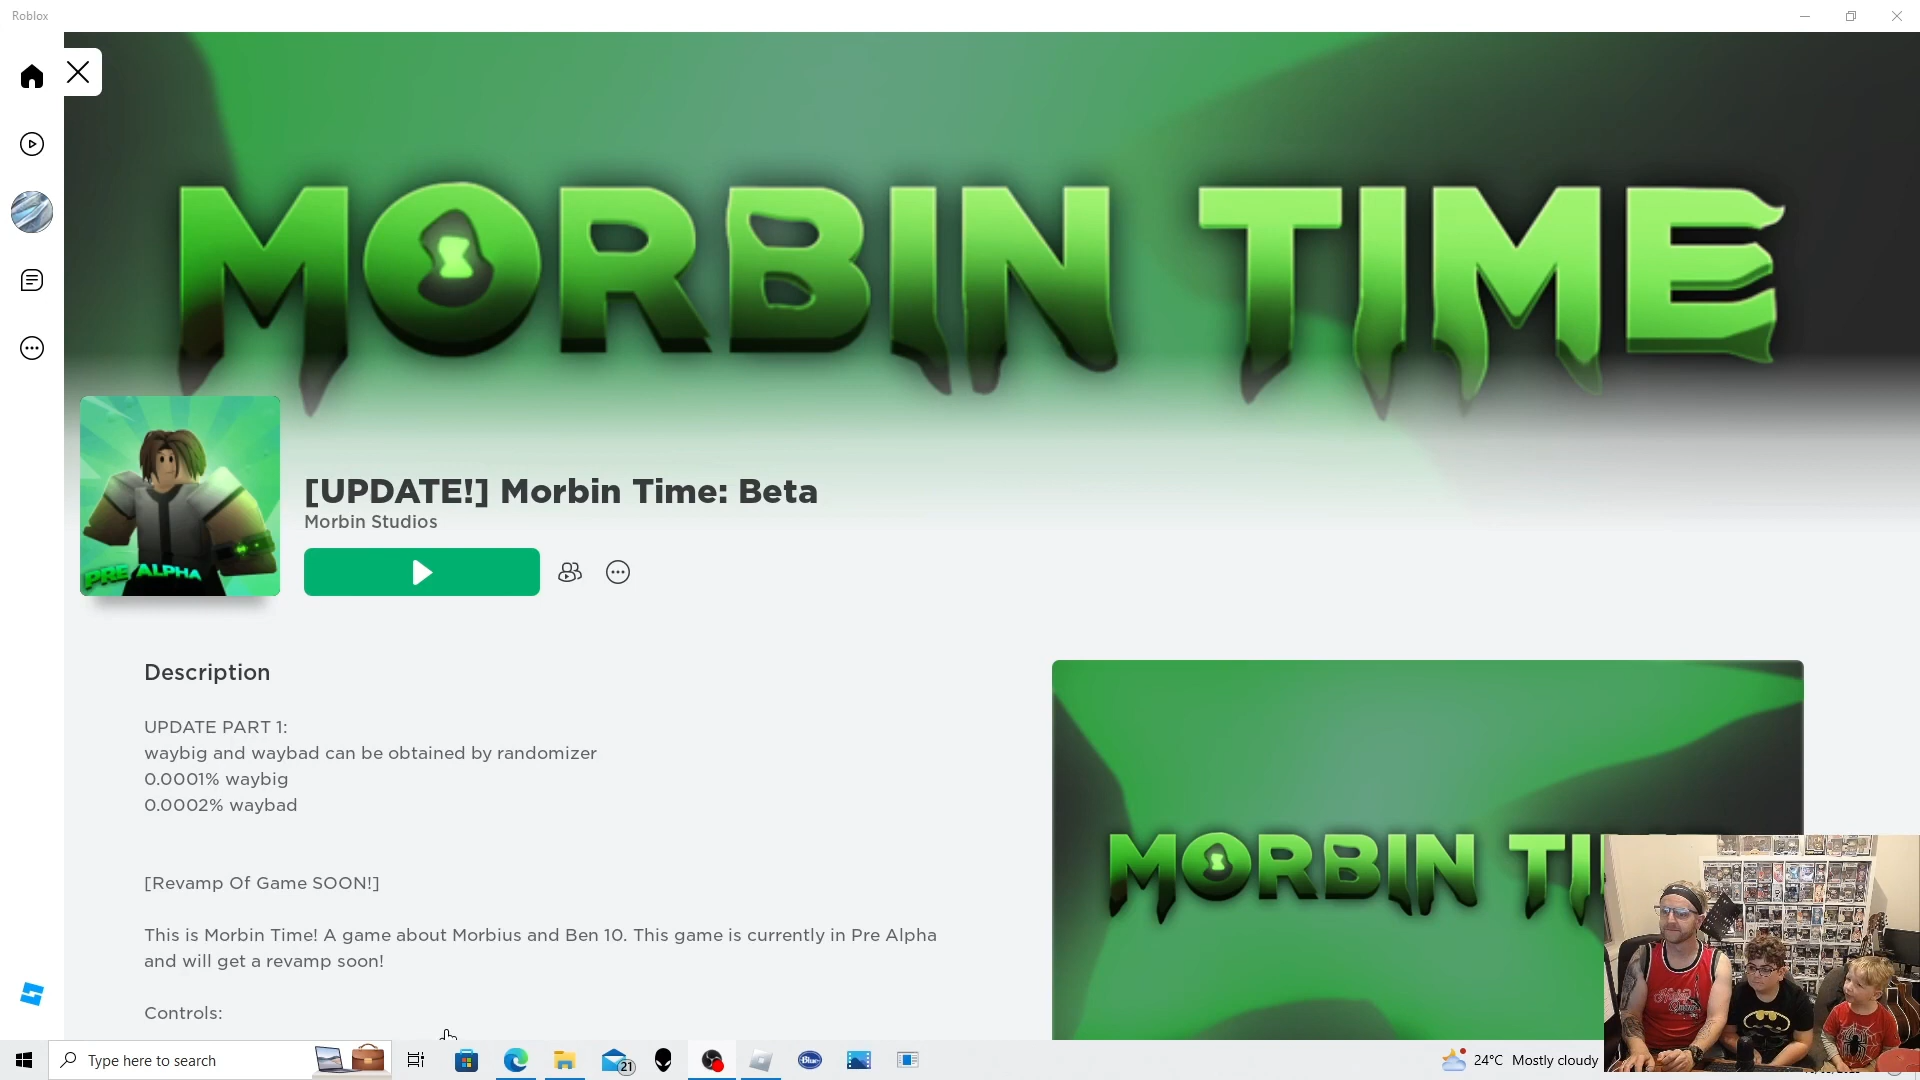 Roblox
MORBIN TIME
PRE ALPHA
[UPDATE!] Morbin Time: Beta
Morbin Studios
Description
UPDATE PART 1:
waybig and waybad can be obtained by randomizer
0.0001% waybig
0.0002% waybad
[Revamp Of Game SOON!]
This is Morbin Time! A game about Morbius and Ben 10. This game is currently in Pre Alpha
and will get a revamp soon!
Controls:
MORBIN TI
Type here to search
21
24°C Mostly cloudy